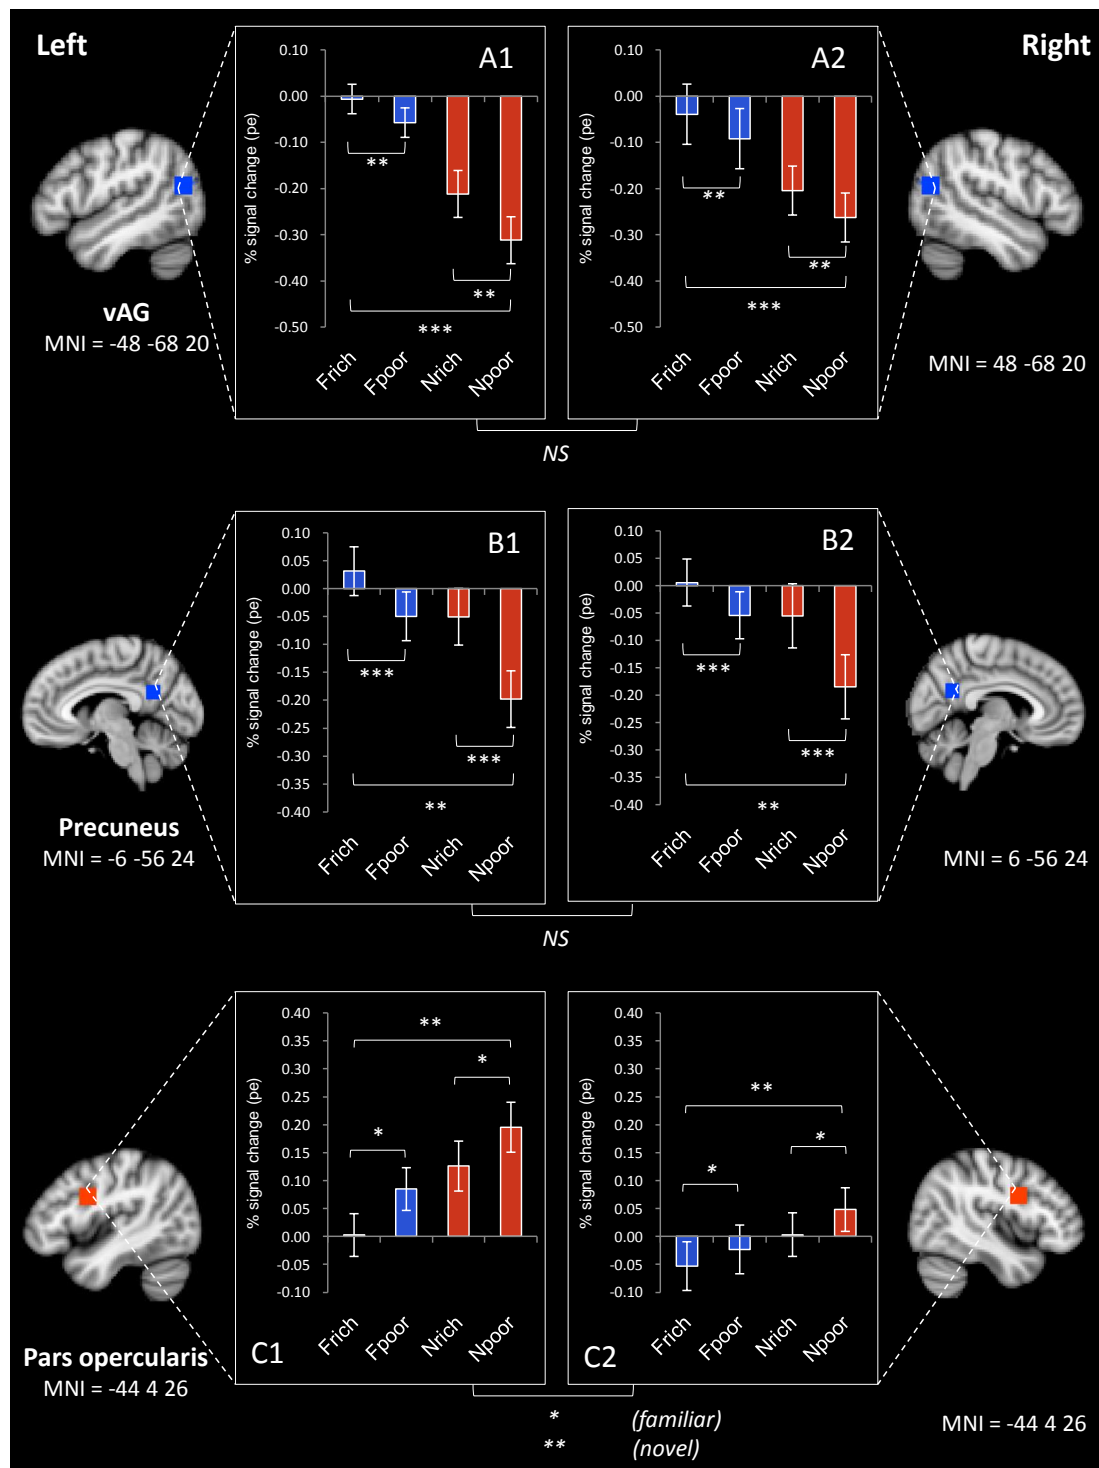 Left
Right
A1
0.10
0.00
-0.10
-0.20
-0.30
-0.40
-0.50
% signal change (pe)
**
**
***
Frich
Fpoor
Nrich
Npoor
A2
0.10
0.00
-0.10
-0.20
-0.30
-0.40
-0.50
% signal change (pe)
**
**
***
Frich
Fpoor
Nrich
Npoor
vAG
MNI = -48 -68 20
MNI = 48 -68 20
NS
B1
0.10
0.05
0.00
-0.05
-0.10
-0.15
-0.20
-0.25
-0.30
-0.35
-0.40
% signal change (pe)
***
***
**
Frich
Fpoor
Nrich
Npoor
B2
0.10
0.05
0.00
-0.05
-0.10
-0.15
-0.20
-0.25
-0.30
-0.35
-0.40
% signal change (pe)
***
***
**
Frich
Fpoor
Nrich
Npoor
Precuneus
MNI = -6 -56 24
MNI = 6 -56 24
NS
0.40
0.35
0.30
0.25
0.20
0.15
0.10
0.05
0.00
-0.05
-0.10
% signal change (pe)
**
*
*
Frich
Fpoor
Nrich
Npoor
C1
0.40
0.35
0.30
0.25
0.20
0.15
0.10
0.05
0.00
-0.05
-0.10
% signal change (pe)
**
*
*
Frich
Fpoor
Nrich
Npoor
C2
Pars opercularis
MNI = -44 4 26
MNI = -44 4 26
* (familiar)
** (novel)